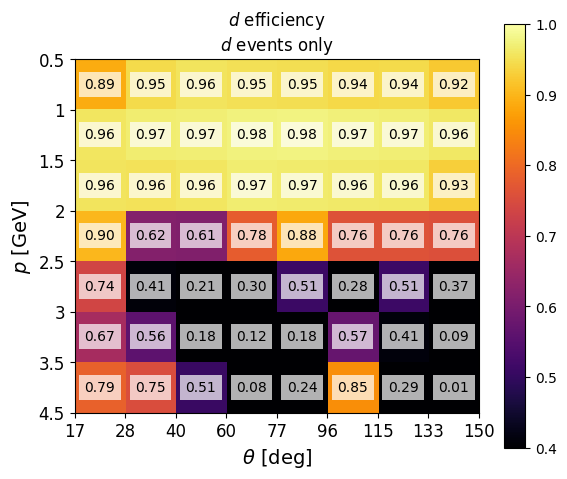 d efficiency
d events only
0.5
1
1.5
2
2.5
3
3.5
4.5
p [GeV]
0.89 0.95 0.96 0.95 0.95 0.94 0.94 0.92
0.96 0.97 0.97 0.98 0.98 0.97 0.97 0.96
0.96 0.96 0.96 0.97 0.97 0.96 0.96 0.93
0.90 0.62 0.61 0.78 0.88 0.76 0.76 0.76
0.74 0.41 0.21 0.30 0.51 0.28 0.51 0.37
0.67 0.56 0.18 0.12 0.18 0.57 0.41 0.09
0.79 0.75 0.51 0.08 0.24 0.85 0.29 0.01
17 28 40 60 77 96 115 133 150
θ [deg]
1.0
0.9
0.8
0.7
0.6
0.5
0.4